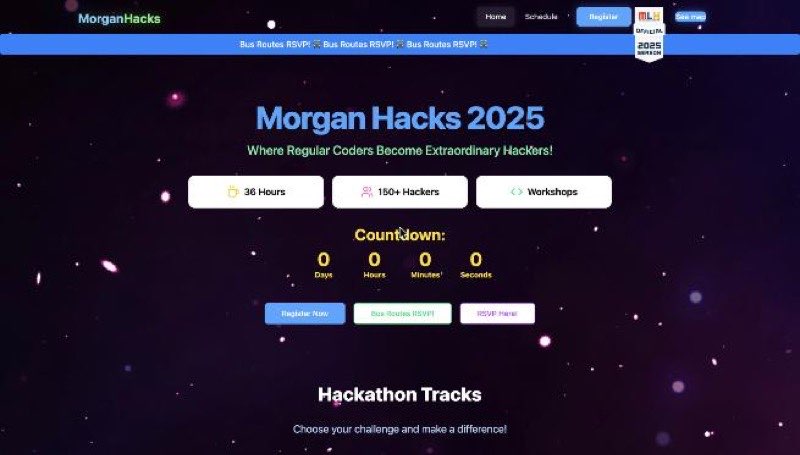 MorganHacks
Home Schedule Register See map
MLH
OFFICIAL
2025
SEASON
Bus Routes RSVP! Bus Routes RSVP! Bus Routes RSVP!
Morgan Hacks 2025
Where Regular Coders Become Extraordinary Hackers!
36 Hours 150+ Hackers Workshops
Countdown:
0 0 0 0
Days Hours Minutes Seconds
Register Now Bus Routes RSVP! RSVP Here!
Hackathon Tracks
Choose your challenge and make a difference!